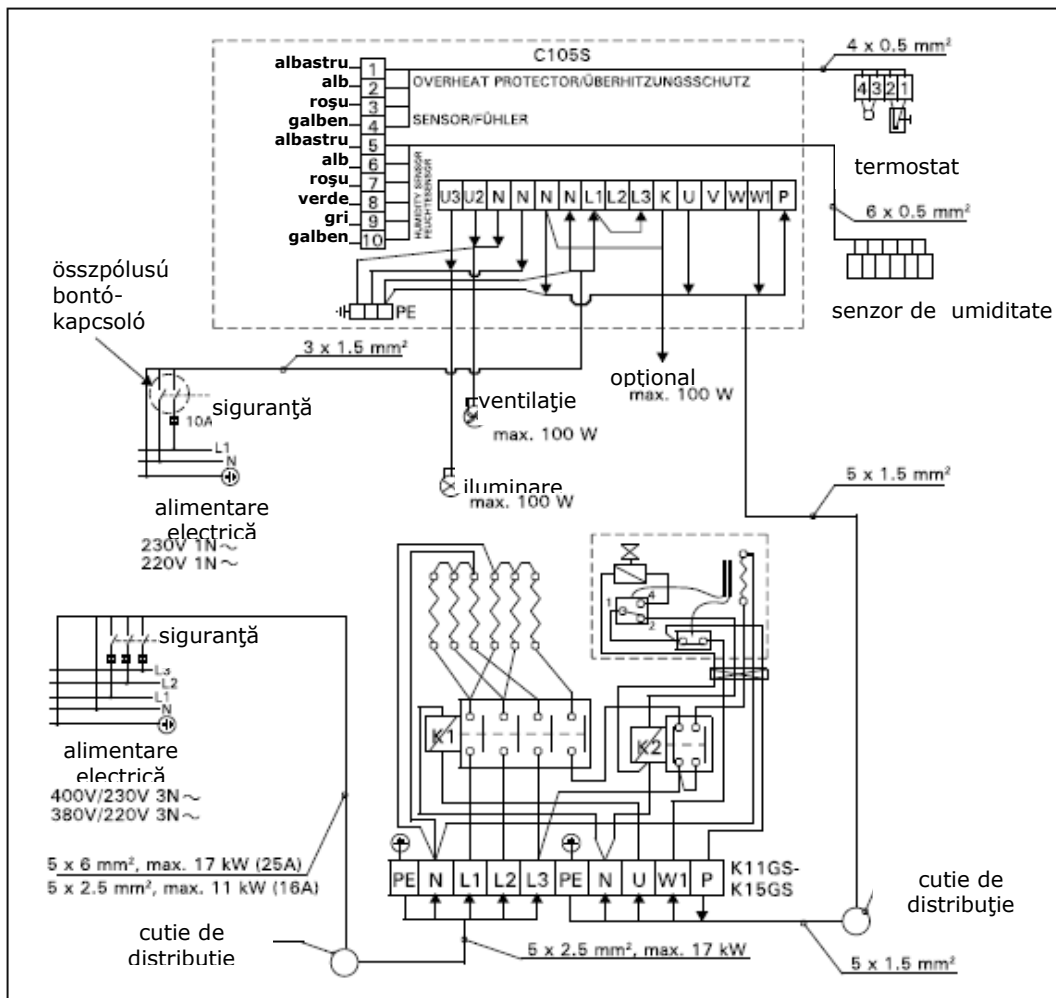 C105S
4 x 0.5 mm²
albastru 1
alb 2
OVERHEAT PROTECTOR/ÜBERHITZUNGSSCHUTZ
roşu 3
galben 4
SENSOR/FÜHLER
albastru 5
alb 6
roşu 7
verde 8
gri 9
galben 10
HUMIDITY SENSOR
FEUCHTESENSOR
4 3 2 1
termostat
U3 U2 N N N N L1 L2 L3 K U V W W1 P
6 x 0.5 mm²
senzor de umiditate
PE
összpólusú
bontó-
kapcsoló
3 x 1.5 mm²
siguranţă
10A
L1
N
alimentare
electrică
230V 1N~
220V 1N~
ventilaţie
max. 100 W
opţional
max. 100 W
iluminare
max. 100 W
5 x 1.5 mm²
siguranţă
L3
L2
L1
N
alimentare
electrică
400V/230V 3N~
380V/220V 3N~
5 x 6 mm², max. 17 kW (25A)
5 x 2.5 mm², max. 11 kW (16A)
1
4
2
K1
K2
PE N L1 L2 L3 PE N U W1 P
K11GS-
K15GS
cutie de
distributie
5 x 2.5 mm², max. 17 kW
cutie de
distribuţie
5 x 1.5 mm²